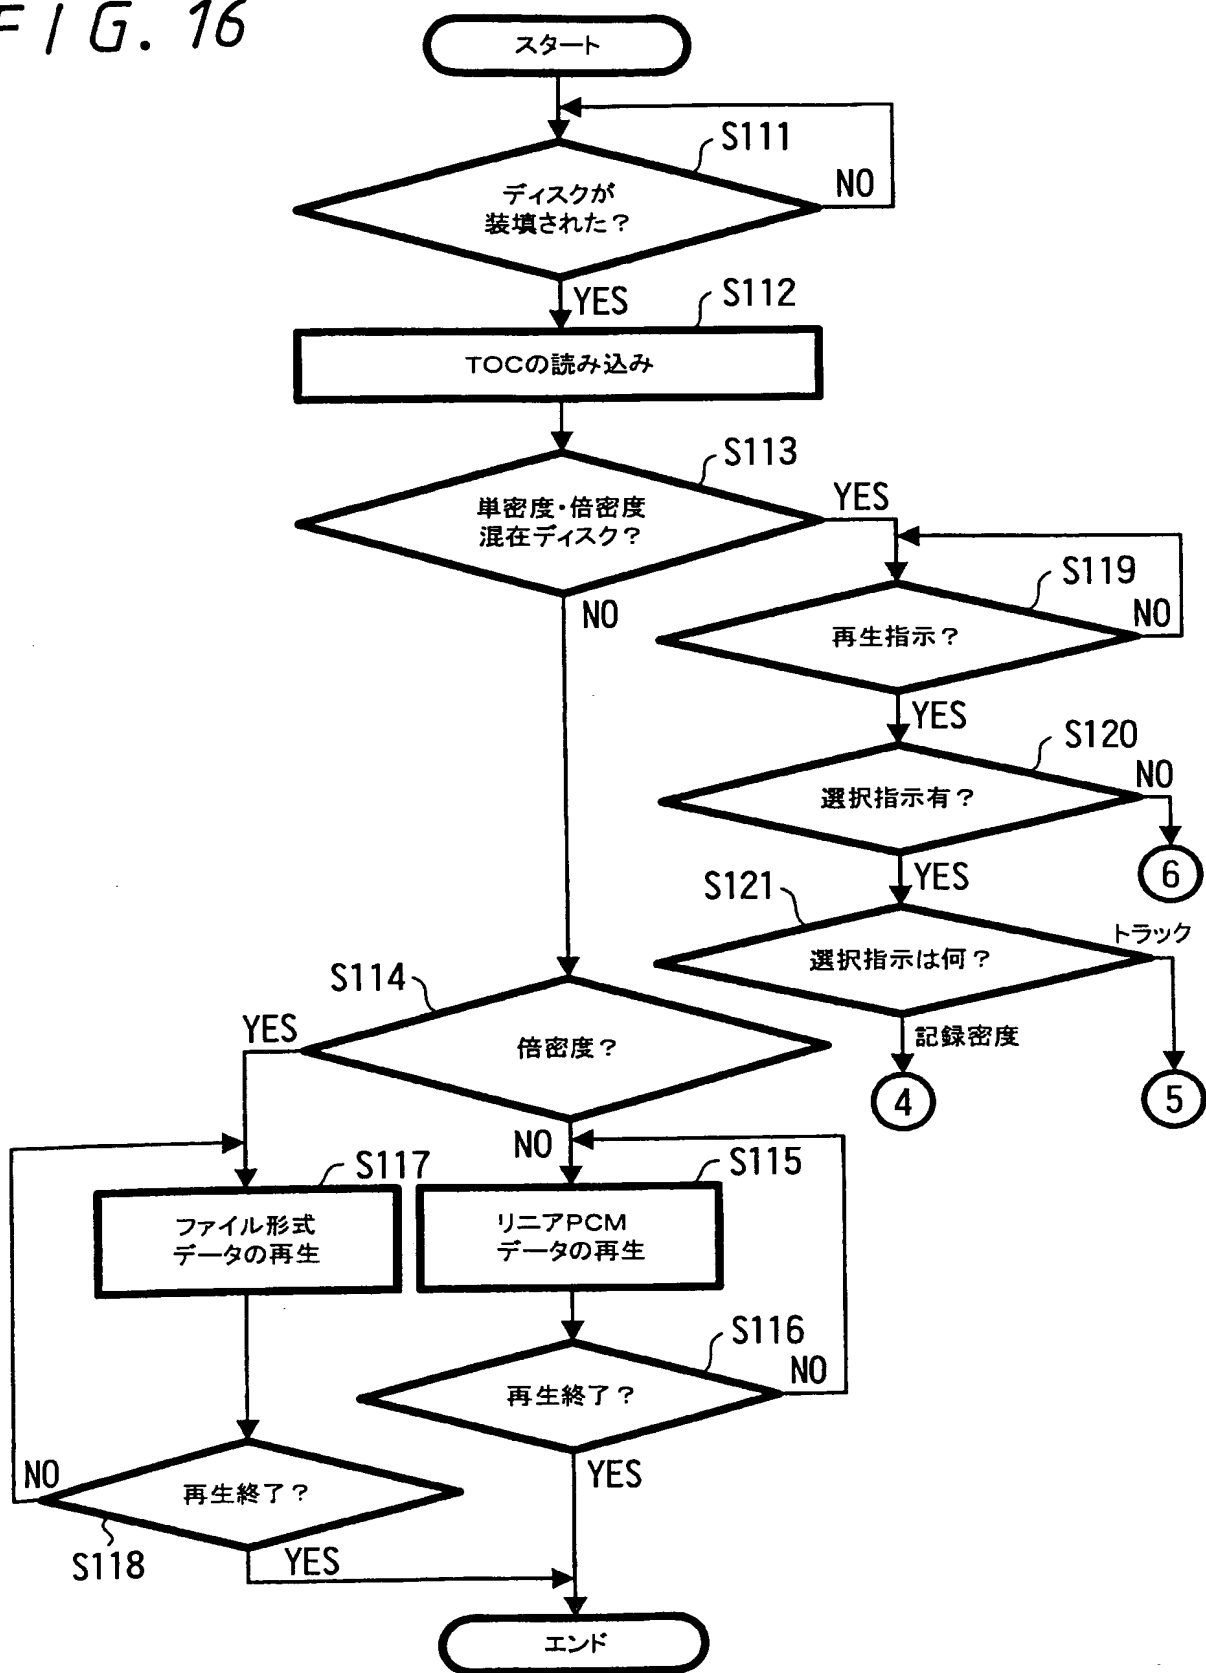 FIG. 16
スタート
S111
ディスクが
装填された？
NO
YES
S112
TOCの読み込み
S113
単密度・倍密度
混在ディスク？
YES
NO
S119
再生指示？
NO
YES
S120
選択指示有？
NO
6
YES
S121
選択指示は何？
トラック
5
記録密度
4
S114
倍密度？
YES
NO
S117
ファイル形式
データの再生
S115
リニアPCM
データの再生
S116
再生終了？
NO
YES
NO
再生終了？
S118
YES
エンド